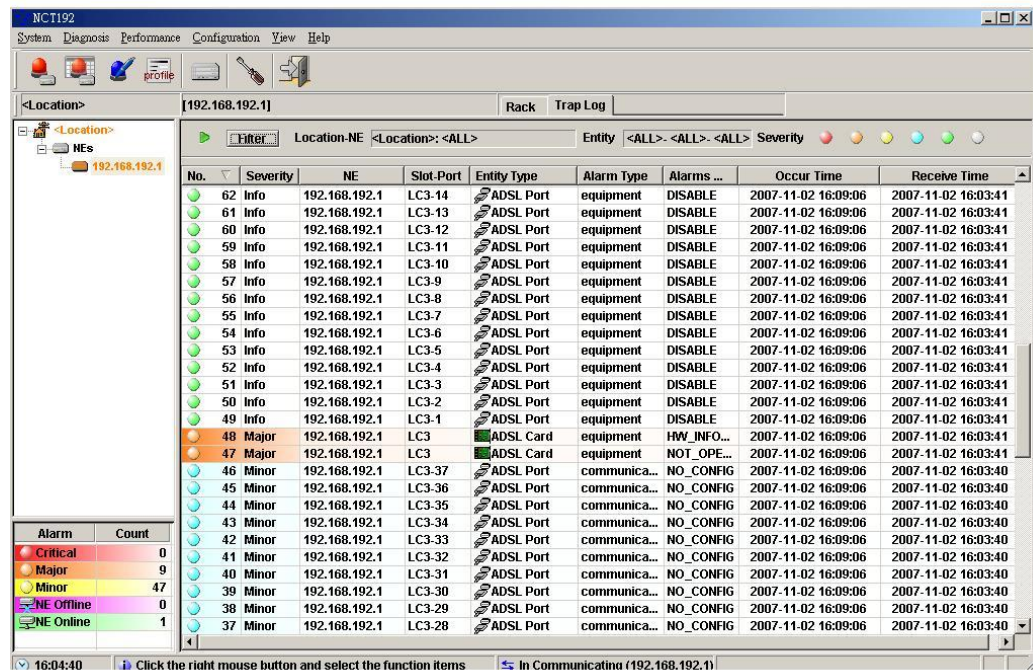 NCT192
System Diagnosis Performance Configuration View Help
profile
<Location> [192.168.192.1] Rack Trap Log
<Location>
NEs
192.168.192.1
Filter Location-NE <Location>: <ALL> Entity <ALL>- <ALL>- <ALL> Severity
No. Severity NE Slot-Port Entity Type Alarm Type Alarms ... Occur Time Receive Time
62 Info 192.168.192.1 LC3-14 ADSL Port equipment DISABLE 2007-11-02 16:09:06 2007-11-02 16:03:41
61 Info 192.168.192.1 LC3-13 ADSL Port equipment DISABLE 2007-11-02 16:09:06 2007-11-02 16:03:41
60 Info 192.168.192.1 LC3-12 ADSL Port equipment DISABLE 2007-11-02 16:09:06 2007-11-02 16:03:41
59 Info 192.168.192.1 LC3-11 ADSL Port equipment DISABLE 2007-11-02 16:09:06 2007-11-02 16:03:41
58 Info 192.168.192.1 LC3-10 ADSL Port equipment DISABLE 2007-11-02 16:09:06 2007-11-02 16:03:41
57 Info 192.168.192.1 LC3-9 ADSL Port equipment DISABLE 2007-11-02 16:09:06 2007-11-02 16:03:41
56 Info 192.168.192.1 LC3-8 ADSL Port equipment DISABLE 2007-11-02 16:09:06 2007-11-02 16:03:41
55 Info 192.168.192.1 LC3-7 ADSL Port equipment DISABLE 2007-11-02 16:09:06 2007-11-02 16:03:41
54 Info 192.168.192.1 LC3-6 ADSL Port equipment DISABLE 2007-11-02 16:09:06 2007-11-02 16:03:41
53 Info 192.168.192.1 LC3-5 ADSL Port equipment DISABLE 2007-11-02 16:09:06 2007-11-02 16:03:41
52 Info 192.168.192.1 LC3-4 ADSL Port equipment DISABLE 2007-11-02 16:09:06 2007-11-02 16:03:41
51 Info 192.168.192.1 LC3-3 ADSL Port equipment DISABLE 2007-11-02 16:09:06 2007-11-02 16:03:41
50 Info 192.168.192.1 LC3-2 ADSL Port equipment DISABLE 2007-11-02 16:09:06 2007-11-02 16:03:41
49 Info 192.168.192.1 LC3-1 ADSL Port equipment DISABLE 2007-11-02 16:09:06 2007-11-02 16:03:41
48 Major 192.168.192.1 LC3 ADSL Card equipment HW_INFO... 2007-11-02 16:09:06 2007-11-02 16:03:41
47 Major 192.168.192.1 LC3 ADSL Card equipment NOT_OPE... 2007-11-02 16:09:06 2007-11-02 16:03:41
46 Minor 192.168.192.1 LC3-37 ADSL Port communica... NO_CONFIG 2007-11-02 16:09:06 2007-11-02 16:03:40
45 Minor 192.168.192.1 LC3-36 ADSL Port communica... NO_CONFIG 2007-11-02 16:09:06 2007-11-02 16:03:40
44 Minor 192.168.192.1 LC3-35 ADSL Port communica... NO_CONFIG 2007-11-02 16:09:06 2007-11-02 16:03:40
43 Minor 192.168.192.1 LC3-34 ADSL Port communica... NO_CONFIG 2007-11-02 16:09:06 2007-11-02 16:03:40
42 Minor 192.168.192.1 LC3-33 ADSL Port communica... NO_CONFIG 2007-11-02 16:09:06 2007-11-02 16:03:40
41 Minor 192.168.192.1 LC3-32 ADSL Port communica... NO_CONFIG 2007-11-02 16:09:06 2007-11-02 16:03:40
40 Minor 192.168.192.1 LC3-31 ADSL Port communica... NO_CONFIG 2007-11-02 16:09:06 2007-11-02 16:03:40
39 Minor 192.168.192.1 LC3-30 ADSL Port communica... NO_CONFIG 2007-11-02 16:09:06 2007-11-02 16:03:40
38 Minor 192.168.192.1 LC3-29 ADSL Port communica... NO_CONFIG 2007-11-02 16:09:06 2007-11-02 16:03:40
37 Minor 192.168.192.1 LC3-28 ADSL Port communica... NO_CONFIG 2007-11-02 16:09:06 2007-11-02 16:03:40
Alarm Count
Critical 0
Major 9
Minor 47
NE Offline 0
NE Online 1
16:04:40 Click the right mouse button and select the function items In Communicating (192.168.192.1)